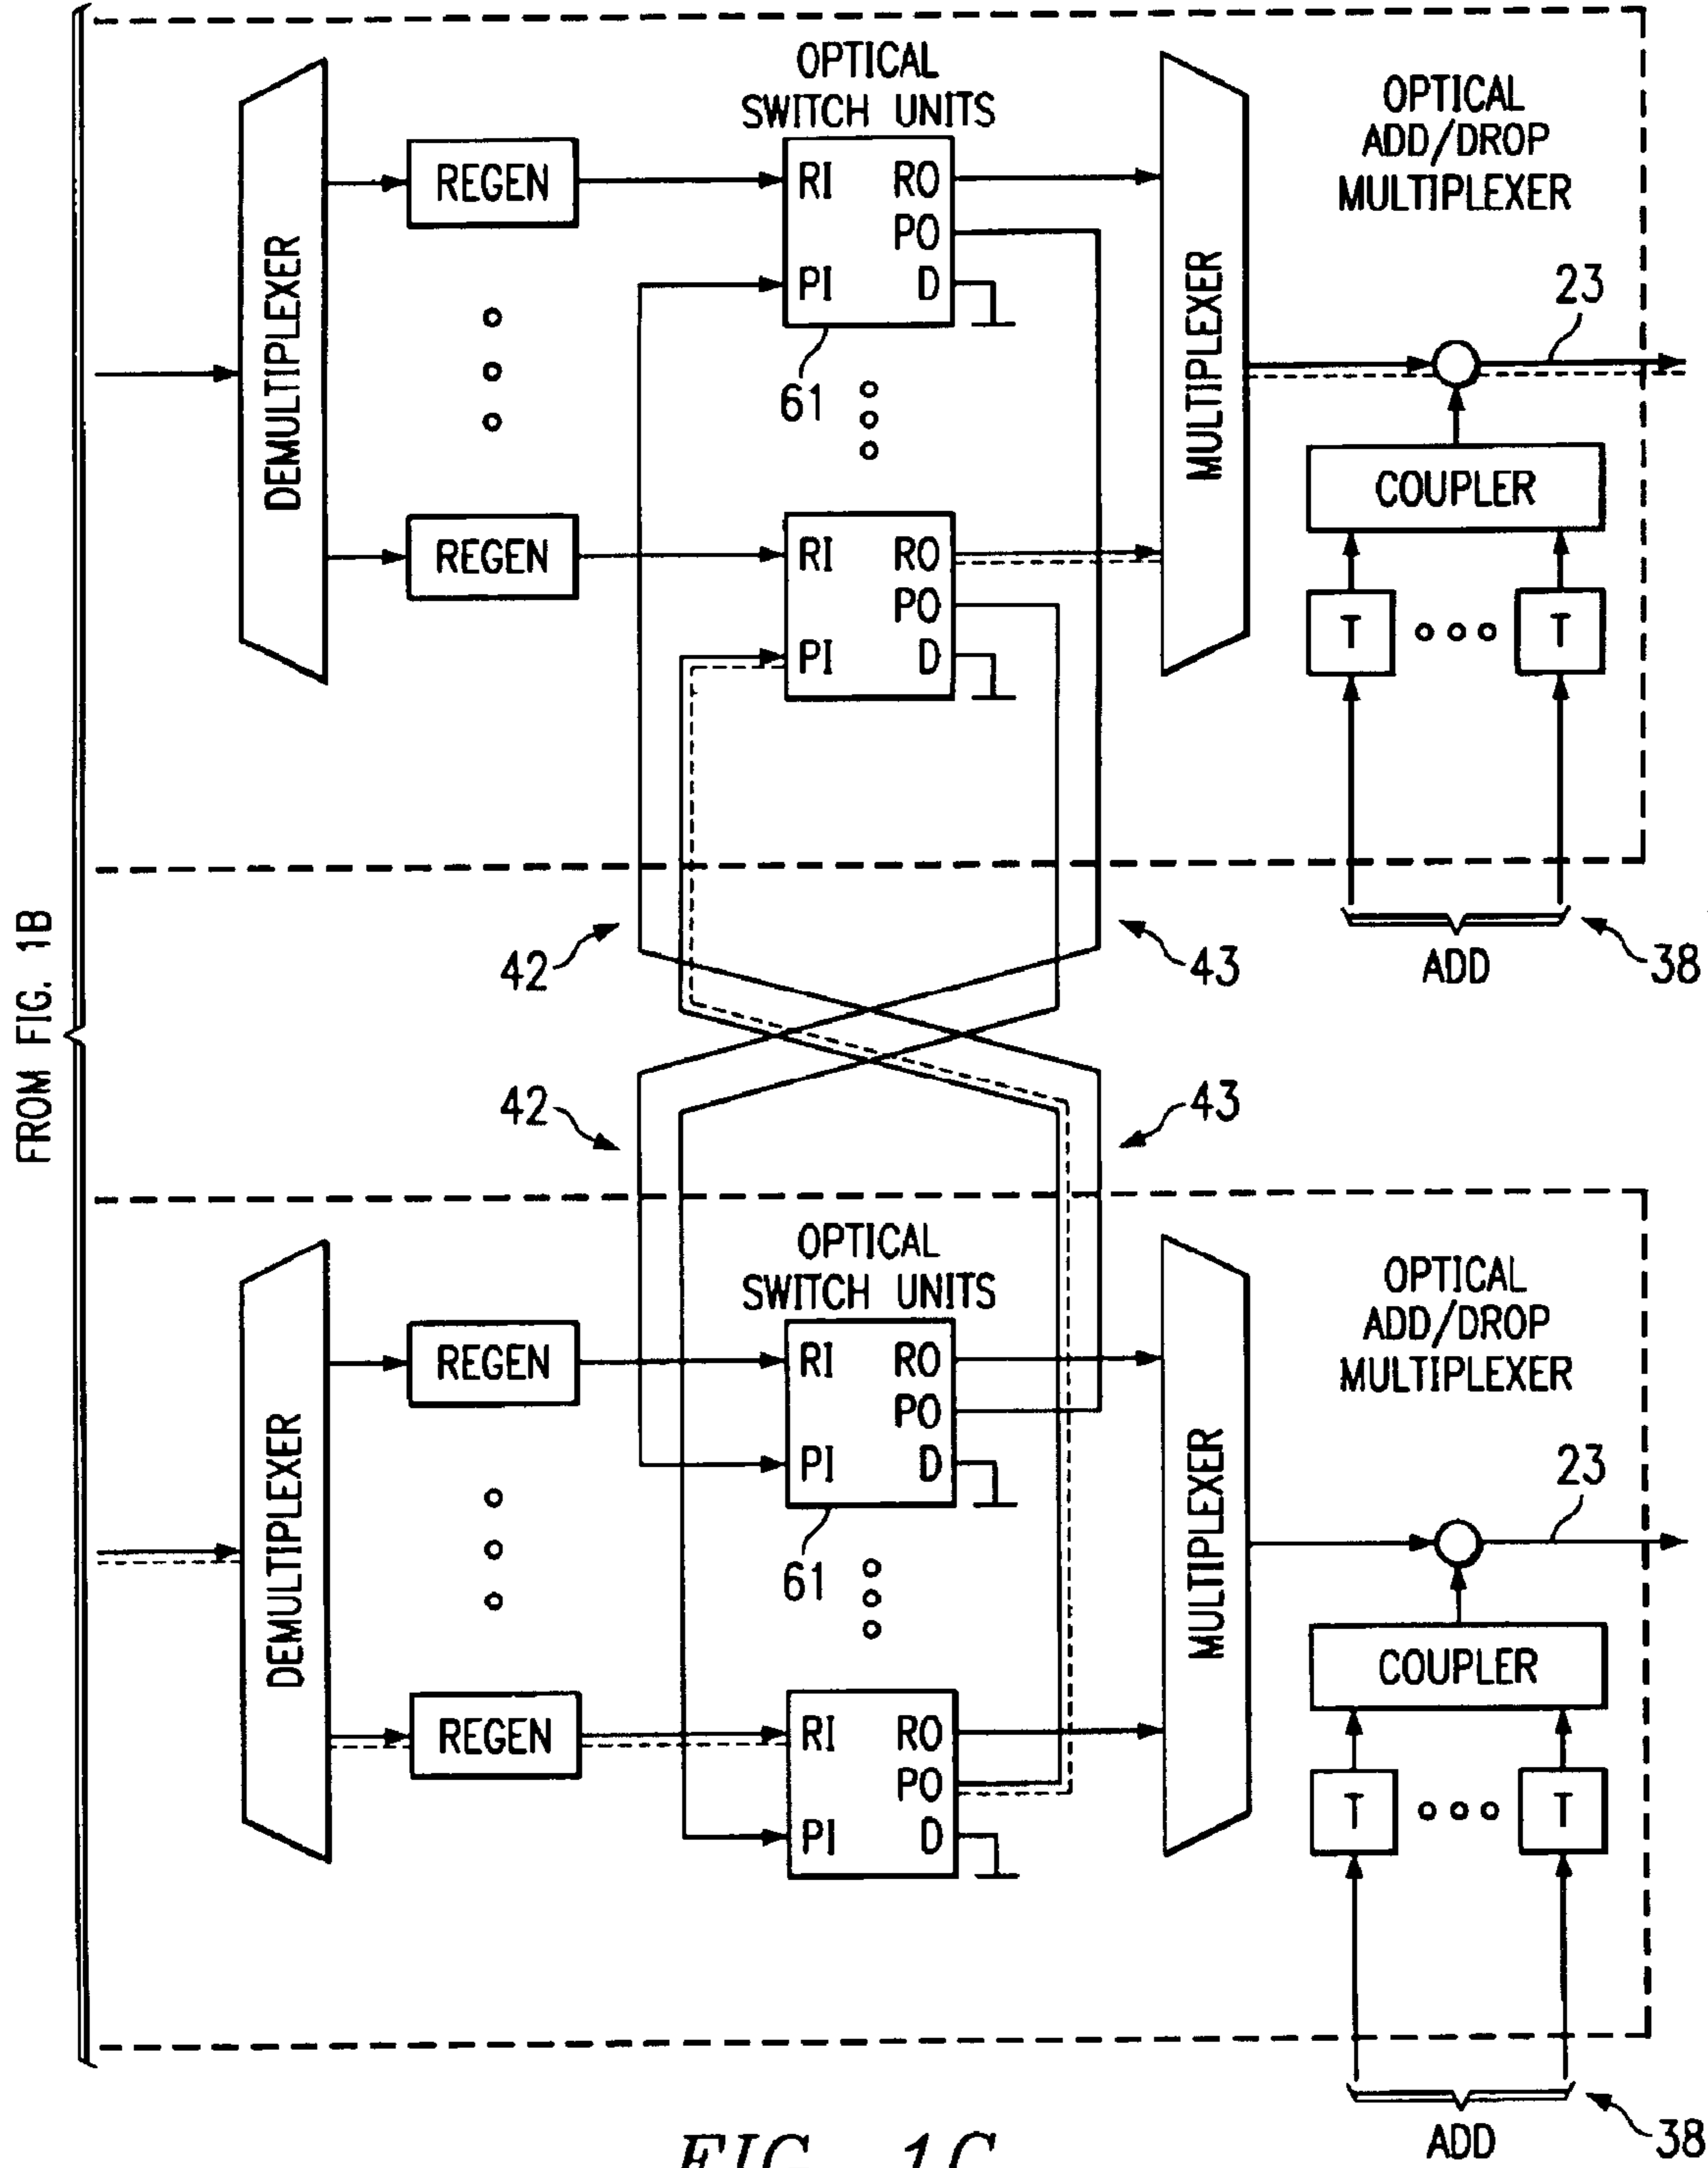 FROM FIG. 1B
OPTICAL
SWITCH UNITS
OPTICAL
ADD/DROP
MULTIPLEXER
DEMULTIPLEXER
REGEN
RI
RO
PO
PI
D
61
MULTIPLEXER
23
COUPLER
REGEN
RI
RO
PO
PI
D
T
T
42
43
ADD
38
42
43
OPTICAL
SWITCH UNITS
OPTICAL
ADD/DROP
MULTIPLEXER
DEMULTIPLEXER
REGEN
RI
RO
PO
PI
D
61
MULTIPLEXER
23
COUPLER
REGEN
RI
RO
PO
PI
D
T
T
ADD
38
FIG. 1C